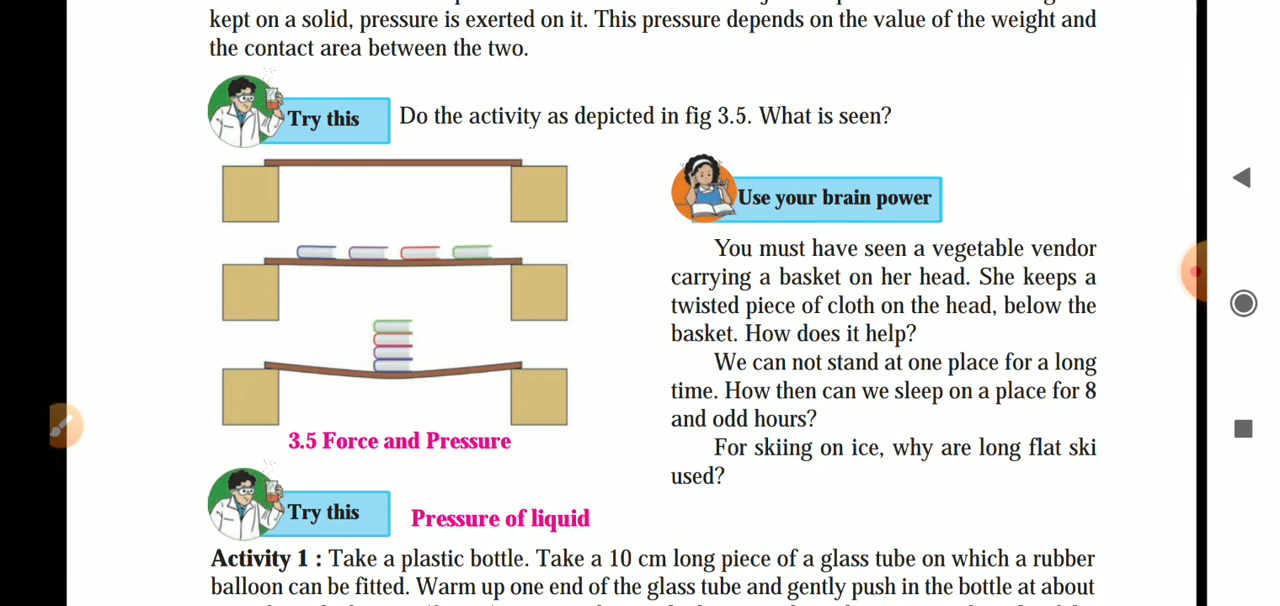 kept on a solid, pressure is exerted on it. This pressure depends on the value of the weight and
the contact area between the two.
Try this
Do the activity as depicted in fig 3.5. What is seen?
3.5 Force and Pressure
Use your brain power
You must have seen a vegetable vendor
carrying a basket on her head. She keeps a
twisted piece of cloth on the head, below the
basket. How does it help?
We can not stand at one place for a long
time. How then can we sleep on a place for 8
and odd hours?
For skiing on ice, why are long flat ski
used?
Try this
Pressure of liquid
Activity 1 : Take a plastic bottle. Take a 10 cm long piece of a glass tube on which a rubber
balloon can be fitted. Warm up one end of the glass tube and gently push in the bottle at about